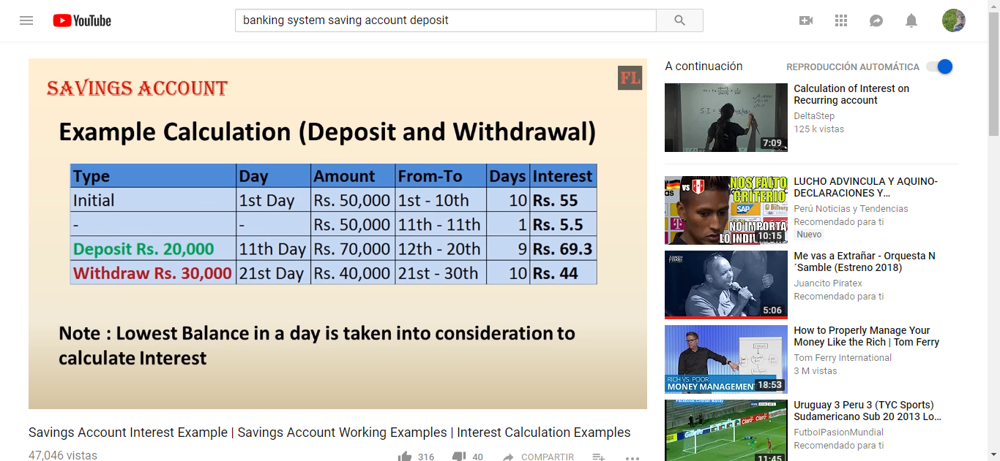 YouTube
banking system saving account deposit
SAVINGS ACCOUNT
FL
Example Calculation (Deposit and Withdrawal)
Type Day Amount From-To Days Interest
Initial 1st Day Rs. 50,000 1st - 10th 10 Rs. 55
- - Rs. 50,000 11th - 11th 1 Rs. 5.5
Deposit Rs. 20,000 11th Day Rs. 70,000 12th - 20th 9 Rs. 69.3
Withdraw Rs. 30,000 21st Day Rs. 40,000 21st - 30th 10 Rs. 44
Note : Lowest Balance in a day is taken into consideration to
calculate Interest
Savings Account Interest Example | Savings Account Working Examples | Interest Calculation Examples
47,046 vistas
316
40
COMPARTIR
A continuación
REPRODUCCIÓN AUTOMÁTICA
7:09
Calculation of Interest on
Recurring account
DeltaStep
125 k vistas
VS
NOS FALTO
CRITERIO
SAP
Bitburg
NO IMPORTA
10:15
LUCHO ADVINCULA Y AQUINO-
DECLARACIONES Y…
Perú Noticias y Tendencias
Recomendado para ti
Nuevo
5:06
Me vas a Extrañar - Orquesta N
´Samble (Estreno 2018)
Juancito Piratex
Recomendado para ti
RICH VS. POOR
MONEY MANAGEMENT
18:53
How to Properly Manage Your
Money Like the Rich | Tom Ferry
Tom Ferry International
3 M vistas
Facebook:Cristian Banay
Gillette
Claro
11:45
Uruguay 3 Peru 3 (TYC Sports)
Sudamericano Sub 20 2013 Lo…
FutbolPasionMundial
Recomendado para ti